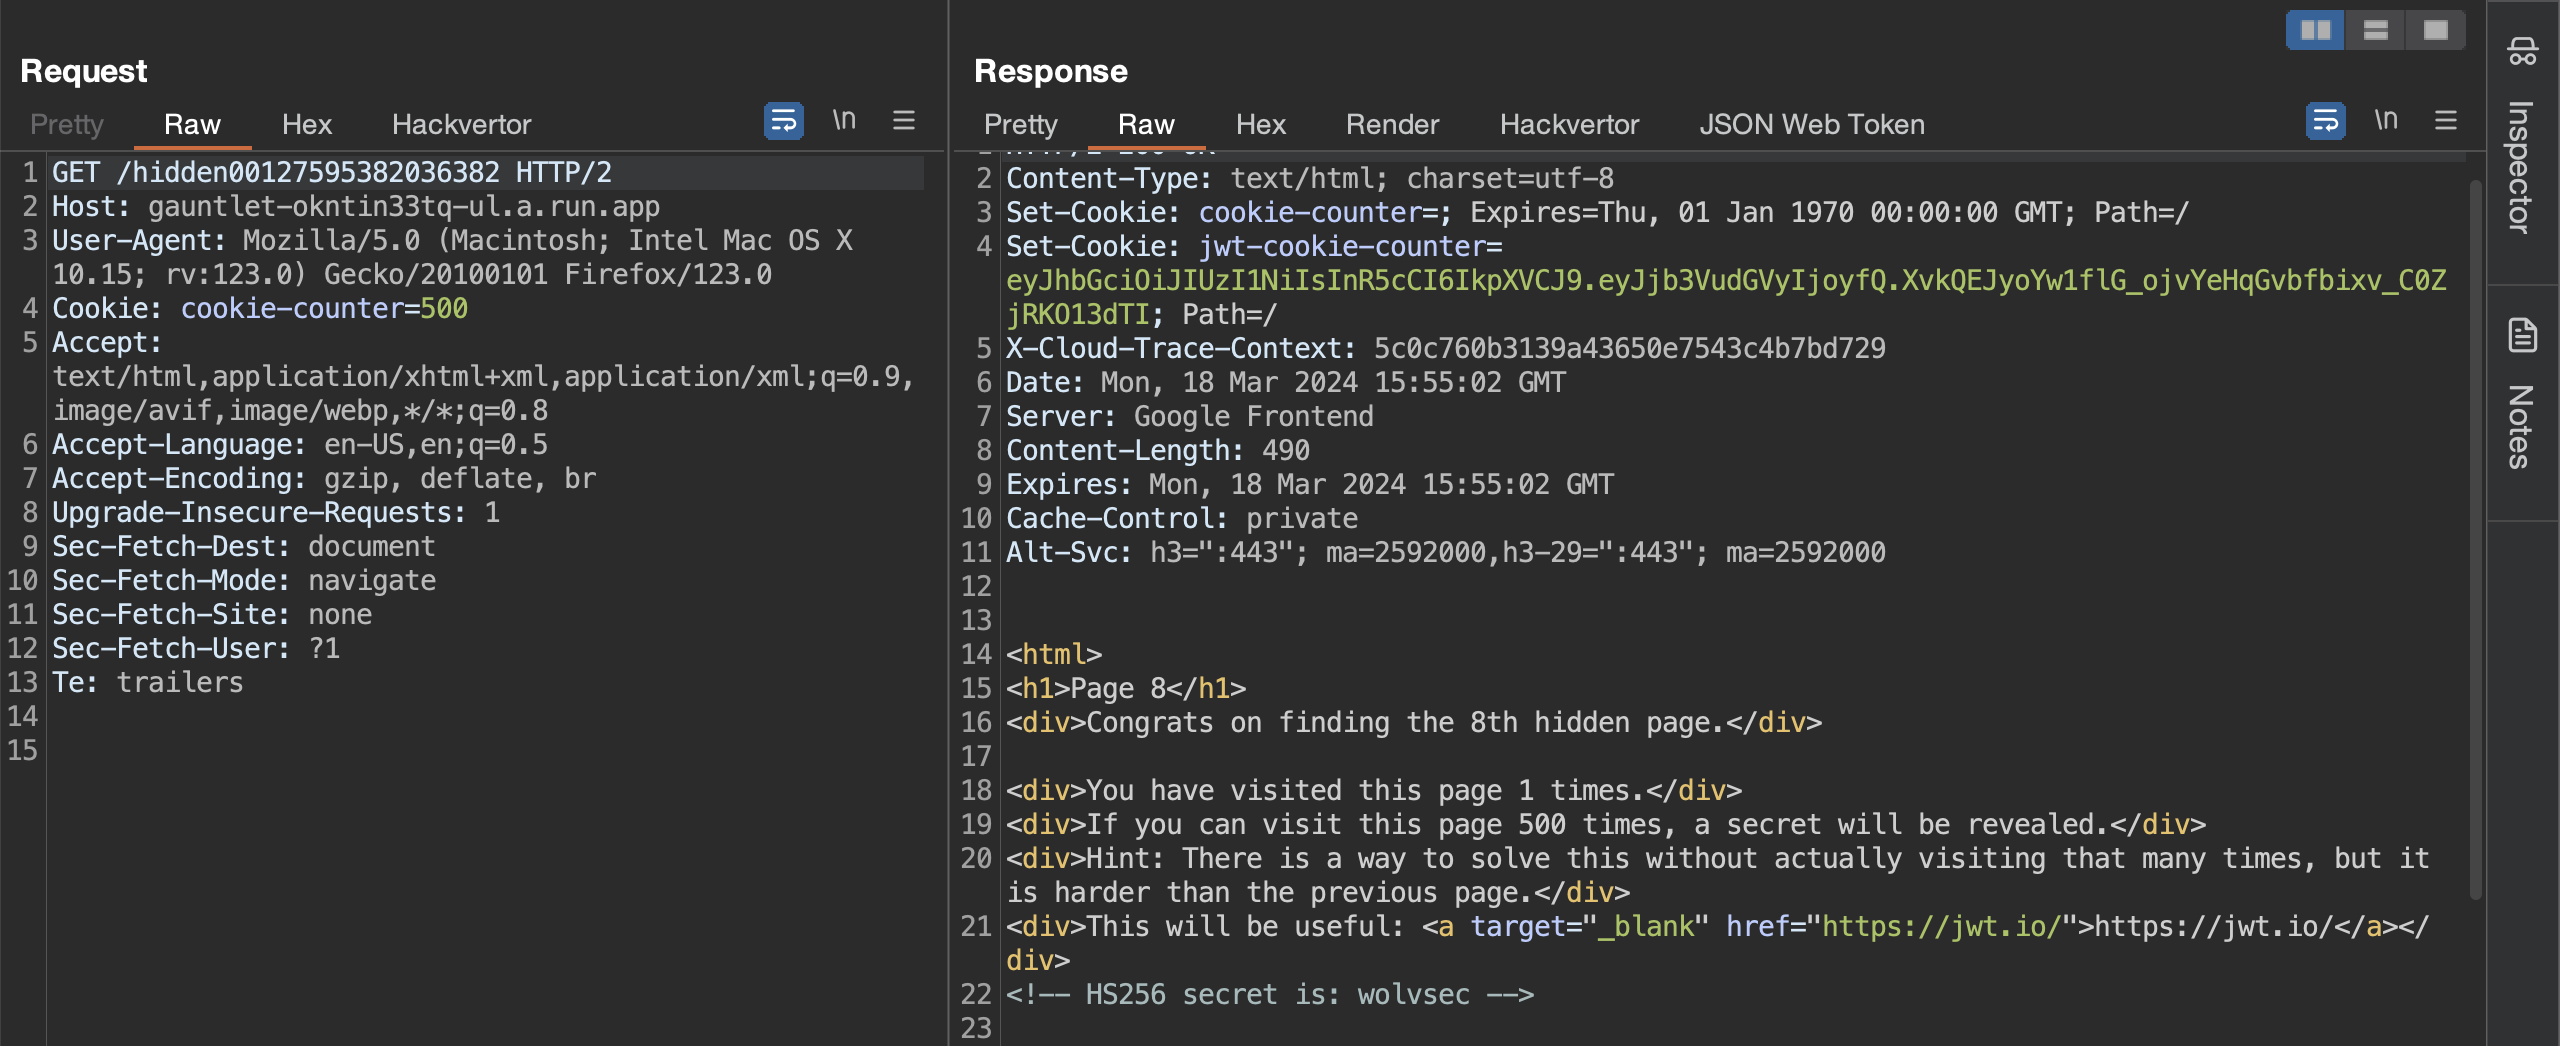 Request
Pretty Raw Hex Hackvertor \n
1 GET /hidden00127595382036382 HTTP/2
2 Host: gauntlet-okntin33tq-ul.a.run.app
3 User-Agent: Mozilla/5.0 (Macintosh; Intel Mac OS X
10.15; rv:123.0) Gecko/20100101 Firefox/123.0
4 Cookie: cookie-counter=500
5 Accept:
text/html,application/xhtml+xml,application/xml;q=0.9,
image/avif,image/webp,*/*;q=0.8
6 Accept-Language: en-US,en;q=0.5
7 Accept-Encoding: gzip, deflate, br
8 Upgrade-Insecure-Requests: 1
9 Sec-Fetch-Dest: document
10 Sec-Fetch-Mode: navigate
11 Sec-Fetch-Site: none
12 Sec-Fetch-User: ?1
13 Te: trailers
14
15
Response
Pretty Raw Hex Render Hackvertor JSON Web Token \n
2 Content-Type: text/html; charset=utf-8
3 Set-Cookie: cookie-counter=; Expires=Thu, 01 Jan 1970 00:00:00 GMT; Path=/
4 Set-Cookie: jwt-cookie-counter=
eyJhbGciOiJIUzI1NiIsInR5cCI6IkpXVCJ9.eyJjb3VudGVyIjoyfQ.XvkQEJyoYw1flG_ojvYeHqGvbfbixv_C0Z
jRKO13dTI; Path=/
5 X-Cloud-Trace-Context: 5c0c760b3139a43650e7543c4b7bd729
6 Date: Mon, 18 Mar 2024 15:55:02 GMT
7 Server: Google Frontend
8 Content-Length: 490
9 Expires: Mon, 18 Mar 2024 15:55:02 GMT
10 Cache-Control: private
11 Alt-Svc: h3=":443"; ma=2592000,h3-29=":443"; ma=2592000
12
13
14 <html>
15 <h1>Page 8</h1>
16 <div>Congrats on finding the 8th hidden page.</div>
17
18 <div>You have visited this page 1 times.</div>
19 <div>If you can visit this page 500 times, a secret will be revealed.</div>
20 <div>Hint: There is a way to solve this without actually visiting that many times, but it
is harder than the previous page.</div>
21 <div>This will be useful: <a target="_blank" href="https://jwt.io/">https://jwt.io/</a></
div>
22 <!-- HS256 secret is: wolvsec -->
23
Inspector
Notes